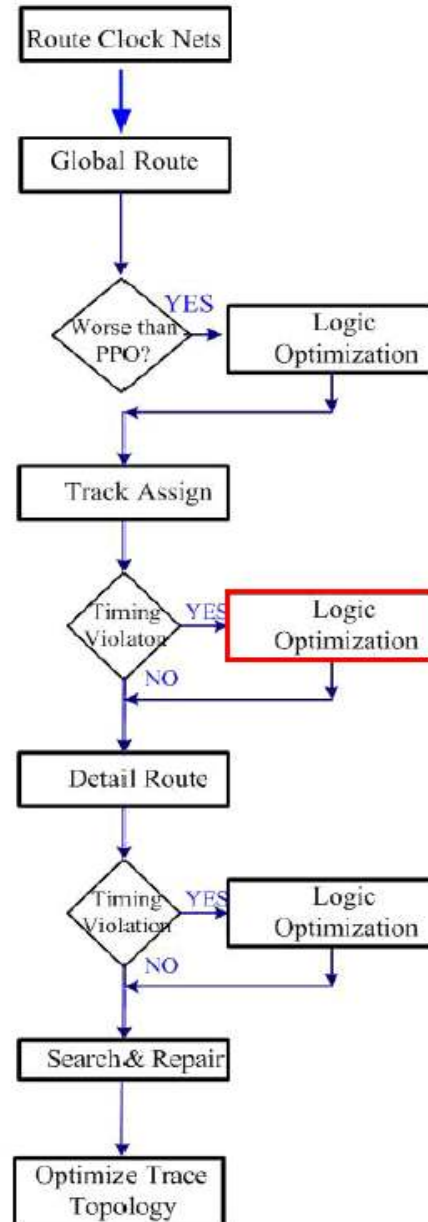 Route Clock Nets
Global Route
YES
Worse than
PPO?
Logic
Optimization
Track Assign
Timing
Violaton
YES
Logic
Optimization
NO
Detail Route
Timing
Violation
YES
Logic
Optimization
NO
Search & Repair
Optimize Trace
Topology